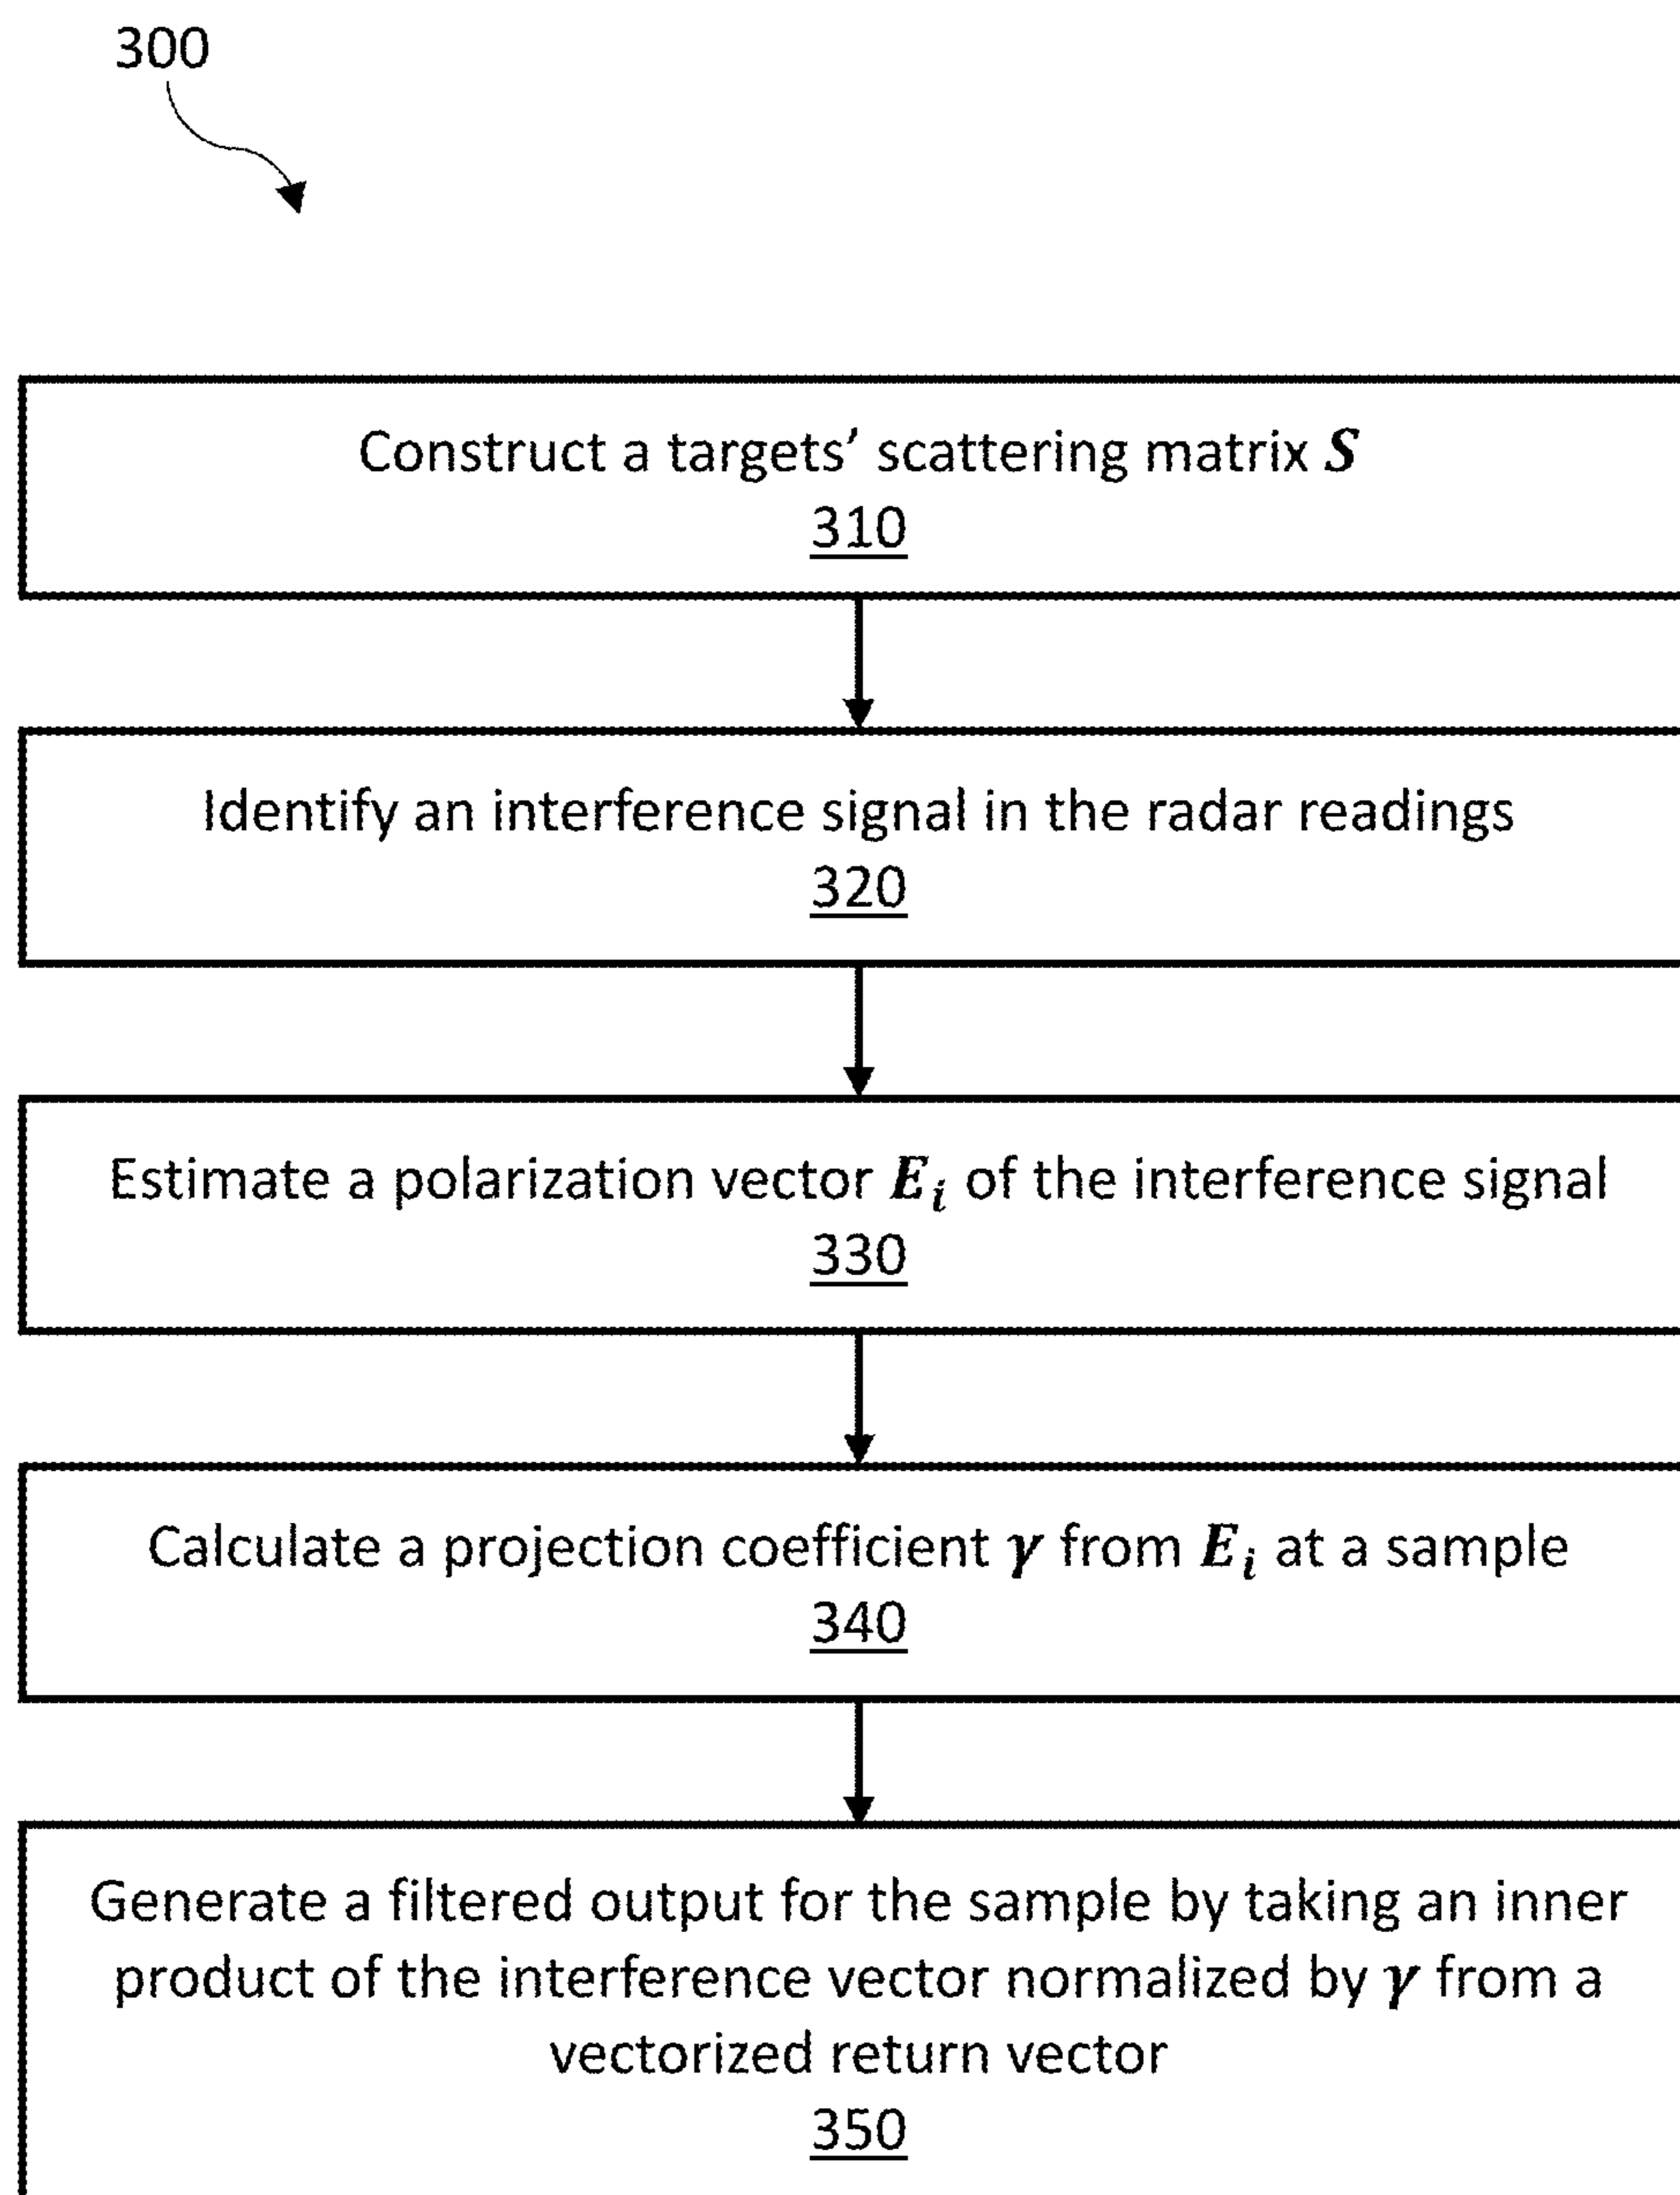 300
Construct a targets’ scattering matrix S
310
Identify an interference signal in the radar readings
320
Estimate a polarization vector Eᵢ of the interference signal
330
Calculate a projection coefficient γ from Eᵢ at a sample
340
Generate a filtered output for the sample by taking an inner
product of the interference vector normalized by γ from a
vectorized return vector
350